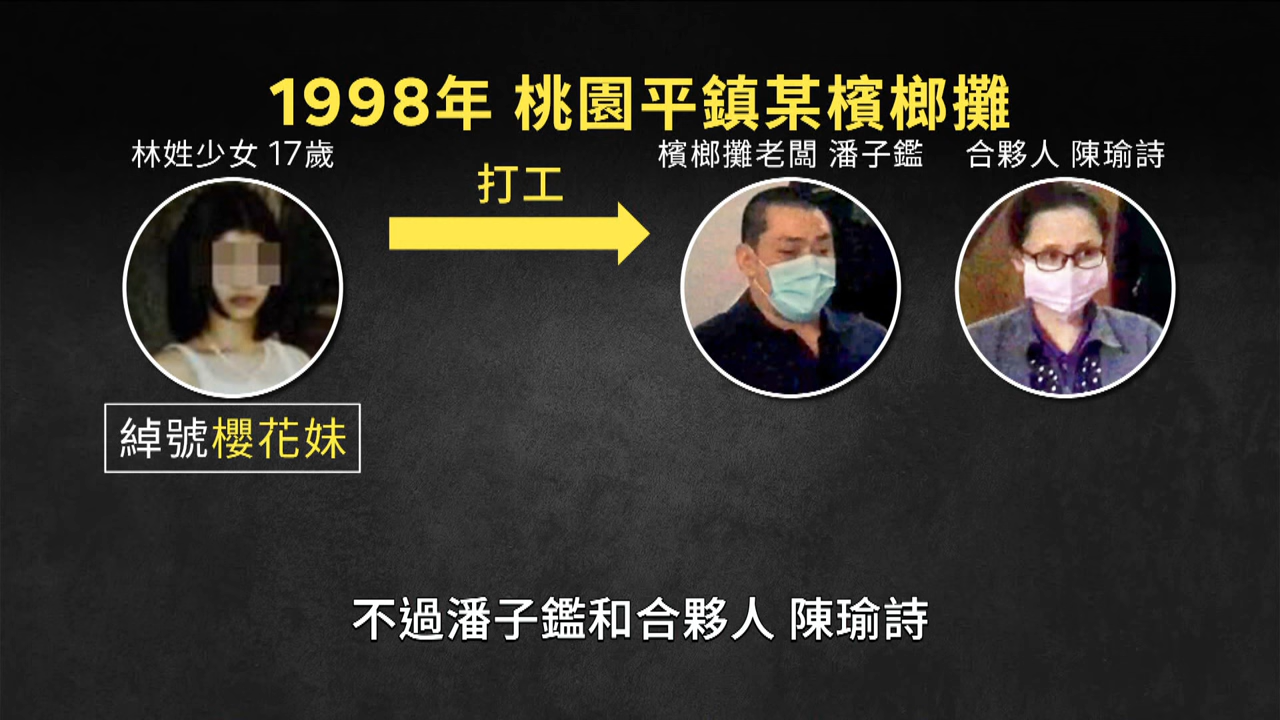 1998年 桃園平鎮某檳榔攤
林姓少女 17歲
打工
檳榔攤老闆 潘子鑑
合夥人 陳瑜詩
綽號櫻花妹
不過潘子鑑和合夥人 陳瑜詩